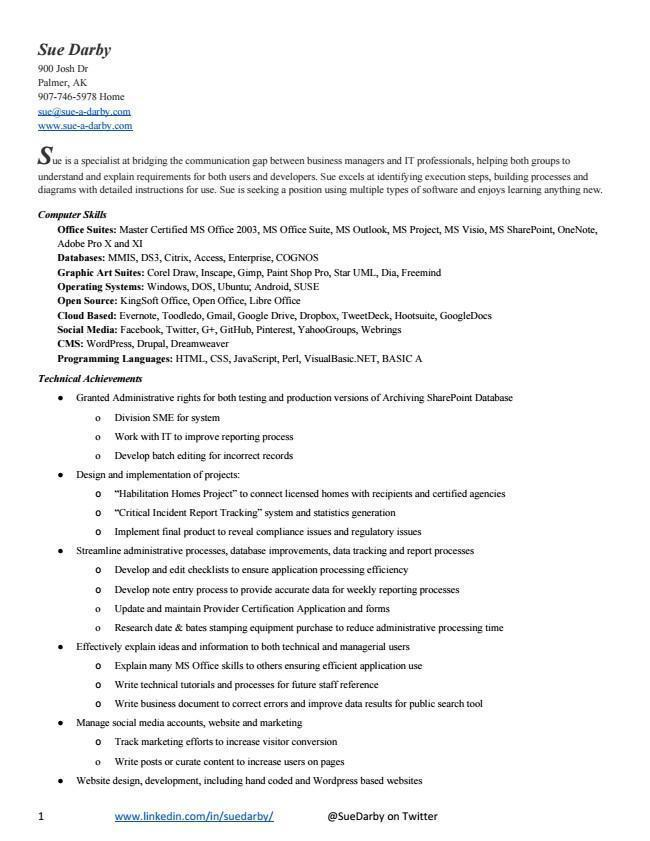 Sue Darby
900 Josh Dr
Palmer, AK
907-746-5978 Home
sue@sue-a-darby.com
www.sue-a-darby.com
Sue is a specialist at bridging the communication gap between business managers and IT professionals, helping both groups to
understand and explain requirements for both users and developers. Sue excels at identifying execution steps, building processes and
diagrams with detailed instructions for use. Sue is seeking a position using multiple types of software and enjoys learning anything new.
Computer Skills
Office Suites: Master Certified MS Office 2003, MS Office Suite, MS Outlook, MS Project, MS Visio, MS SharePoint, OneNote,
Adobe Pro X and XI
Databases: MMIS, DS3, Citrix, Access, Enterprise, COGNOS
Graphic Art Suites: Corel Draw, Inscape, Gimp, Paint Shop Pro, Star UML, Dia, Freemind
Operating Systems: Windows, DOS, Ubuntu; Android, SUSE
Open Source: KingSoft Office, Open Office, Libre Office
Cloud Based: Evernote, Toodledo, Gmail, Google Drive, Dropbox, TweetDeck, Hootsuite, GoogleDocs
Social Media: Facebook, Twitter, G+, GitHub, Pinterest, YahooGroups, Webrings
CMS: WordPress, Drupal, Dreamweaver
Programming Languages: HTML, CSS, JavaScript, Perl, VisualBasic.NET, BASIC A
Technical Achievements
● Granted Administrative rights for both testing and production versions of Archiving SharePoint Database
o Division SME for system
o Work with IT to improve reporting process
o Develop batch editing for incorrect records
● Design and implementation of projects:
o “Habilitation Homes Project” to connect licensed homes with recipients and certified agencies
o “Critical Incident Report Tracking” system and statistics generation
o Implement final product to reveal compliance issues and regulatory issues
● Streamline administrative processes, database improvements, data tracking and report processes
o Develop and edit checklists to ensure application processing efficiency
o Develop note entry process to provide accurate data for weekly reporting processes
o Update and maintain Provider Certification Application and forms
o Research date & bates stamping equipment purchase to reduce administrative processing time
● Effectively explain ideas and information to both technical and managerial users
o Explain many MS Office skills to others ensuring efficient application use
o Write technical tutorials and processes for future staff reference
o Write business document to correct errors and improve data results for public search tool
● Manage social media accounts, website and marketing
o Track marketing efforts to increase visitor conversion
o Write posts or curate content to increase users on pages
● Website design, development, including hand coded and Wordpress based websites
1 www.linkedin.com/in/suedarby/ @SueDarby on Twitter